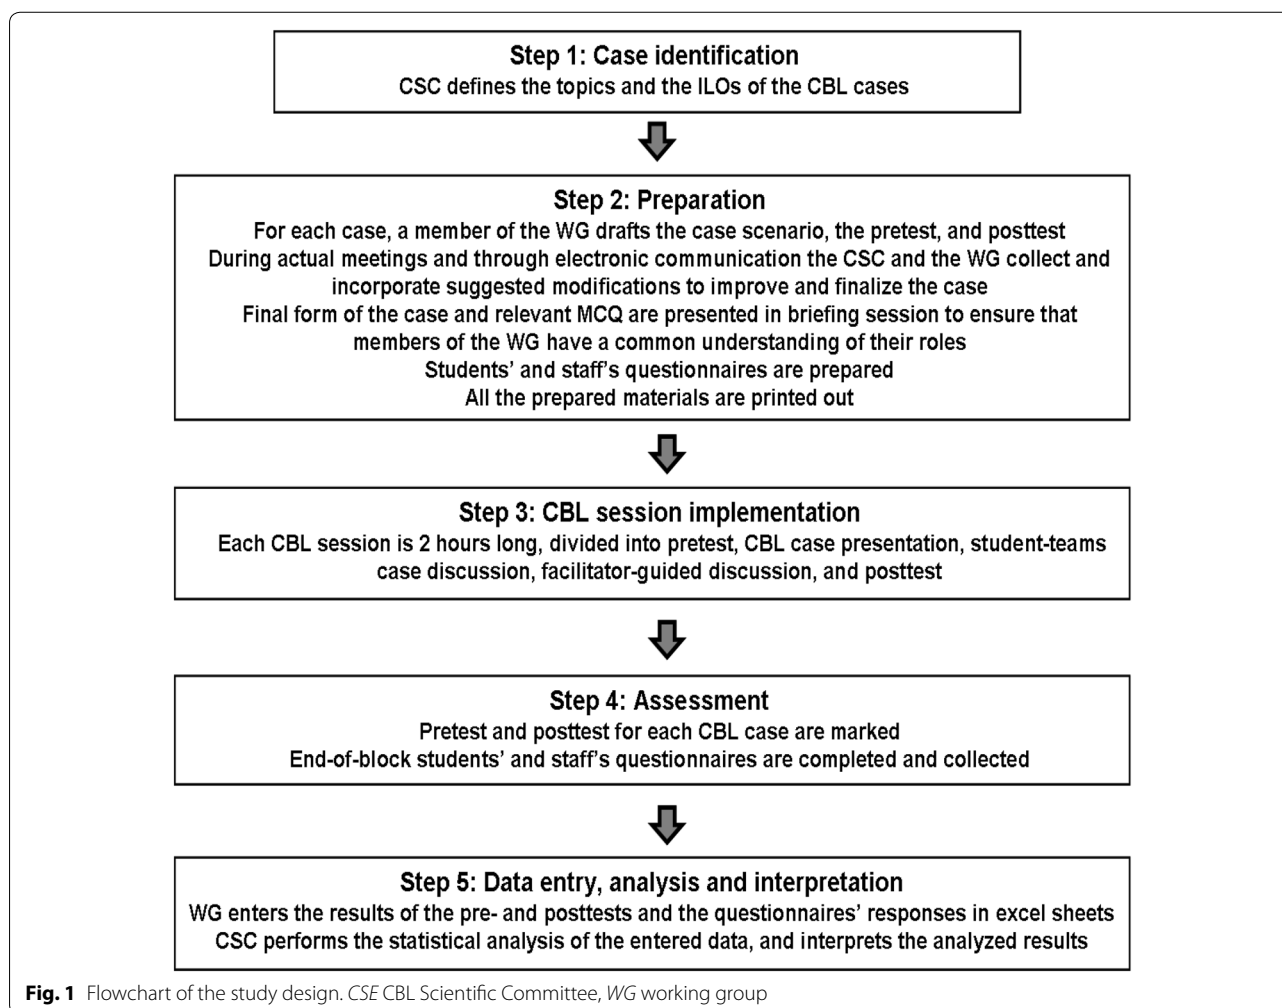 Step 1: Case identification
CSC defines the topics and the ILOs of the CBL cases
Step 2: Preparation
For each case, a member of the WG drafts the case scenario, the pretest, and posttest
During actual meetings and through electronic communication the CSC and the WG collect and
incorporate suggested modifications to improve and finalize the case
Final form of the case and relevant MCQ are presented in briefing session to ensure that
members of the WG have a common understanding of their roles
Students' and staff's questionnaires are prepared
All the prepared materials are printed out
Step 3: CBL session implementation
Each CBL session is 2 hours long, divided into pretest, CBL case presentation, student-teams
case discussion, facilitator-guided discussion, and posttest
Step 4: Assessment
Pretest and posttest for each CBL case are marked
End-of-block students' and staff's questionnaires are completed and collected
Step 5: Data entry, analysis and interpretation
WG enters the results of the pre- and posttests and the questionnaires' responses in excel sheets
CSC performs the statistical analysis of the entered data, and interprets the analyzed results
Fig. 1 Flowchart of the study design. CSE CBL Scientific Committee, WG working group